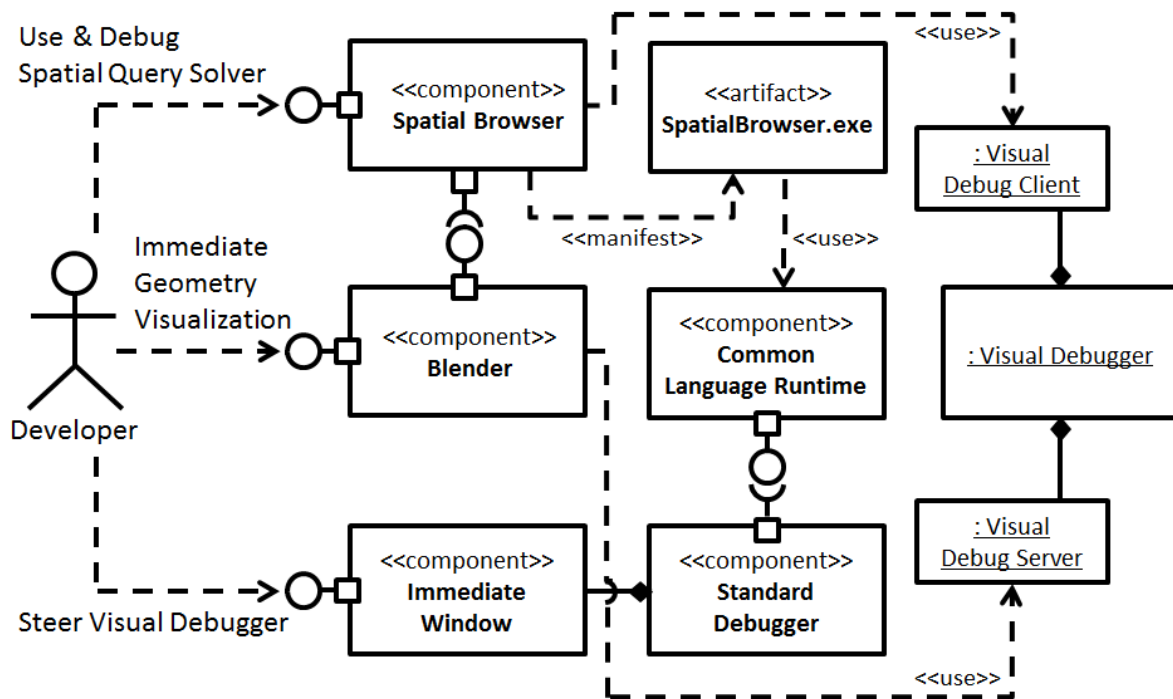 Use & Debug
Spatial Query Solver
<<component>>
Spatial Browser
<<artifact>>
SpatialBrowser.exe
<<use>>
: Visual
Debug Client
<<manifest>>
<<use>>
Immediate
Geometry
Visualization
<<component>>
Blender
<<component>>
Common
Language Runtime
: Visual Debugger
Developer
<<component>>
Immediate
Window
<<component>>
Standard
Debugger
: Visual
Debug Server
Steer Visual Debugger
<<use>>